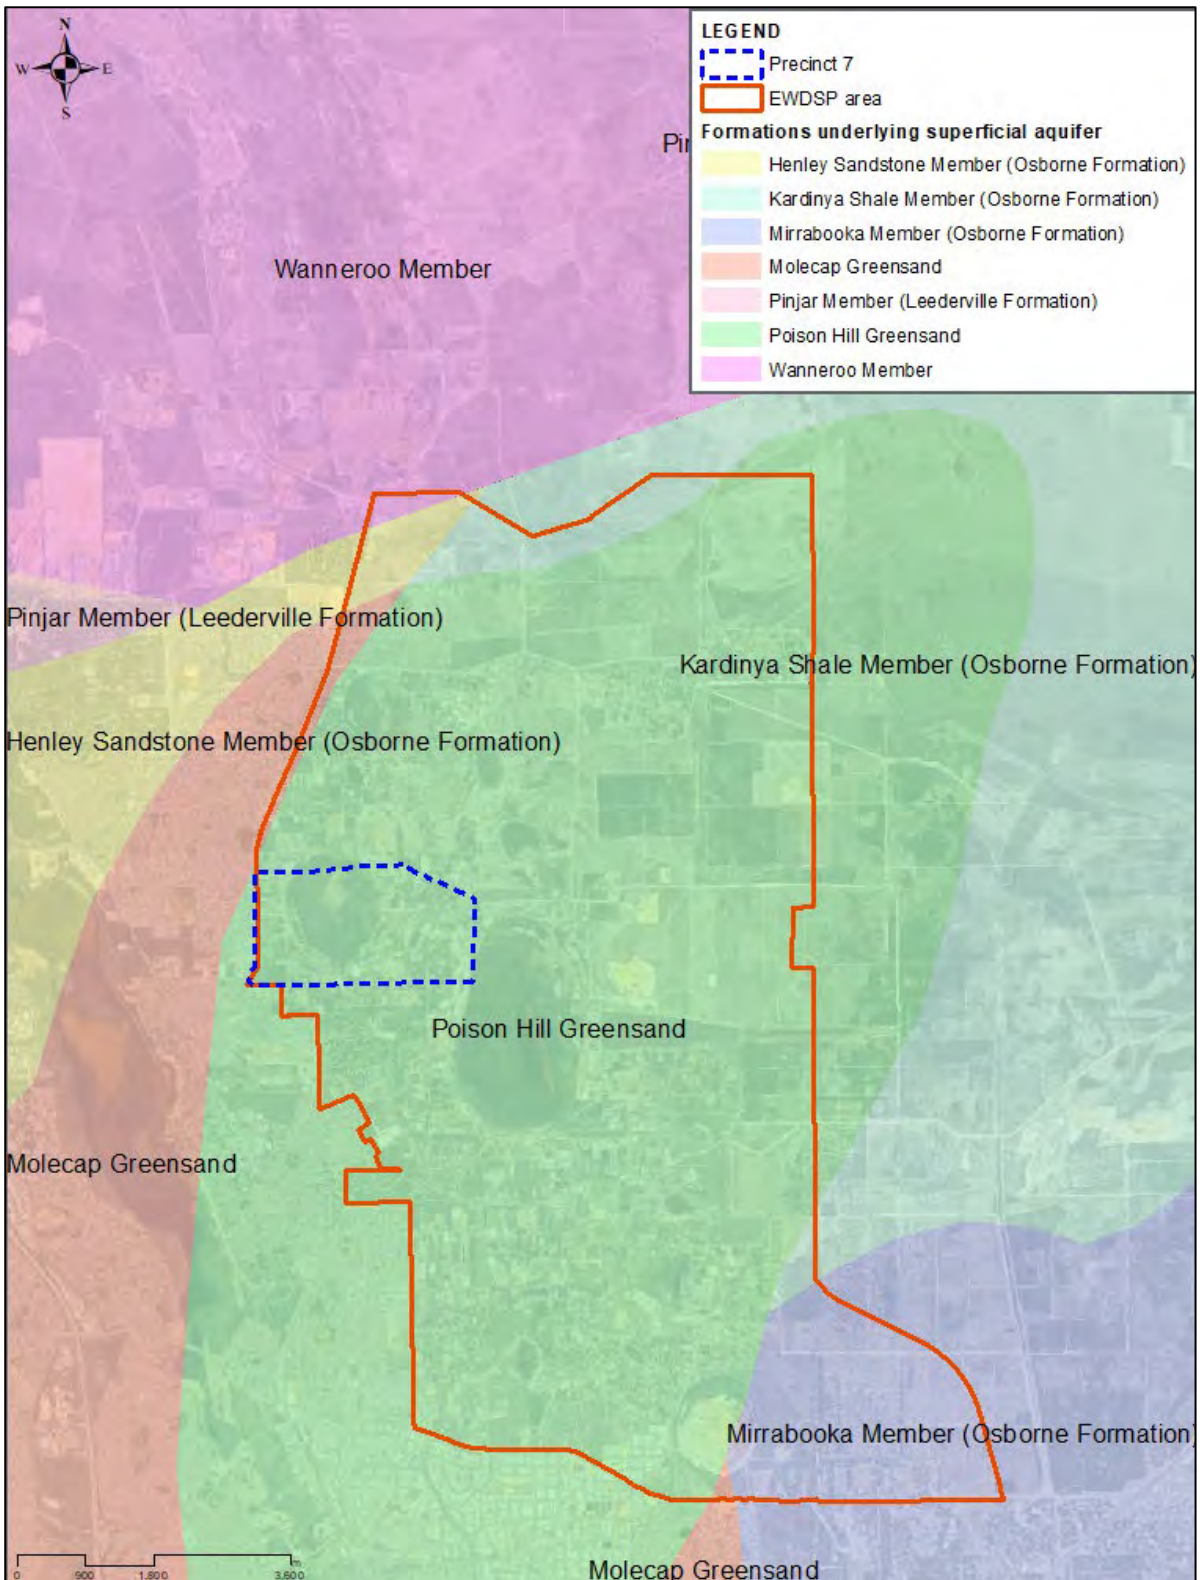 N
W
E
S
LEGEND
Precinct 7
EWDSP area
Formations underlying superficial aquifer
Henley Sandstone Member (Osborne Formation)
Kardinya Shale Member (Osborne Formation)
Mirrabooka Member (Osborne Formation)
Molecap Greensand
Pinjar Member (Leederville Formation)
Poison Hill Greensand
Wanneroo Member
Wanneroo Member
Pinjar Member (Leederville Formation)
Kardinya Shale Member (Osborne Formation)
Henley Sandstone Member (Osborne Formation)
Poison Hill Greensand
Molecap Greensand
Mirrabooka Member (Osborne Formation)
Molecap Greensand
m
0 900 1,800 3,600